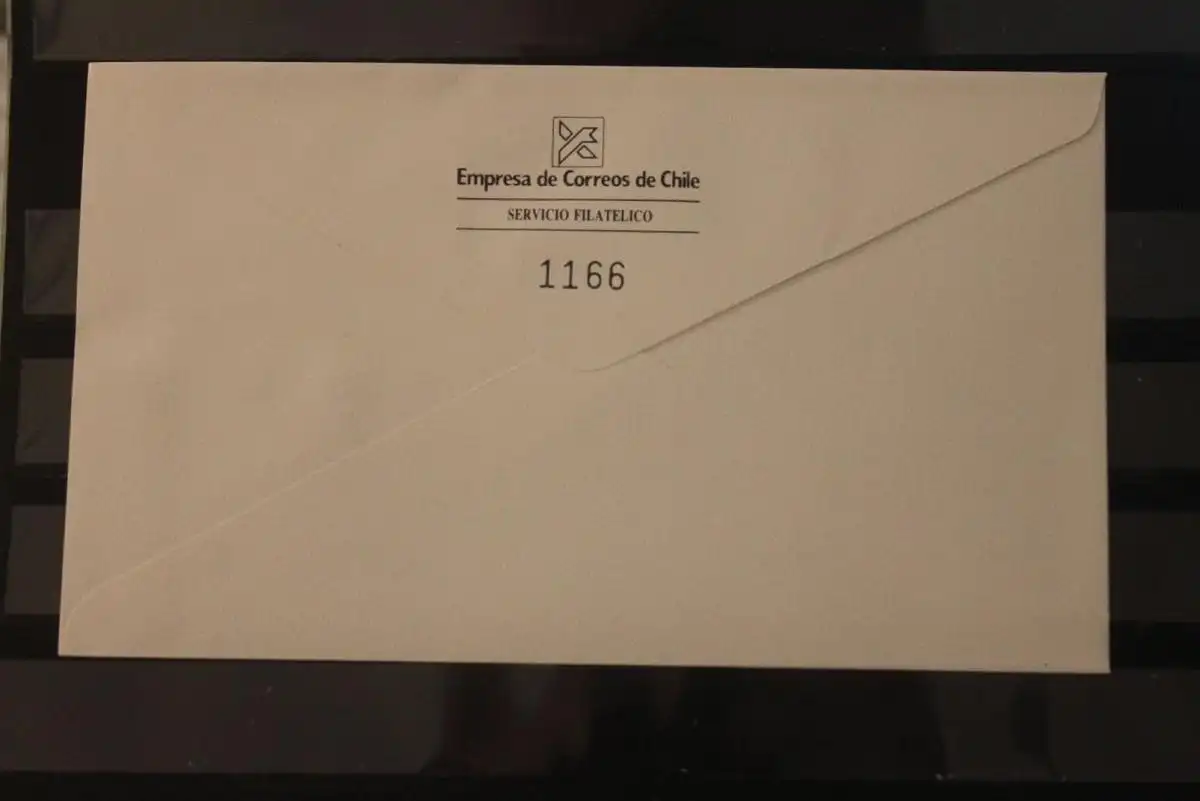 Empresa de Correos de Chile
SERVICIO FILATELICO
1166